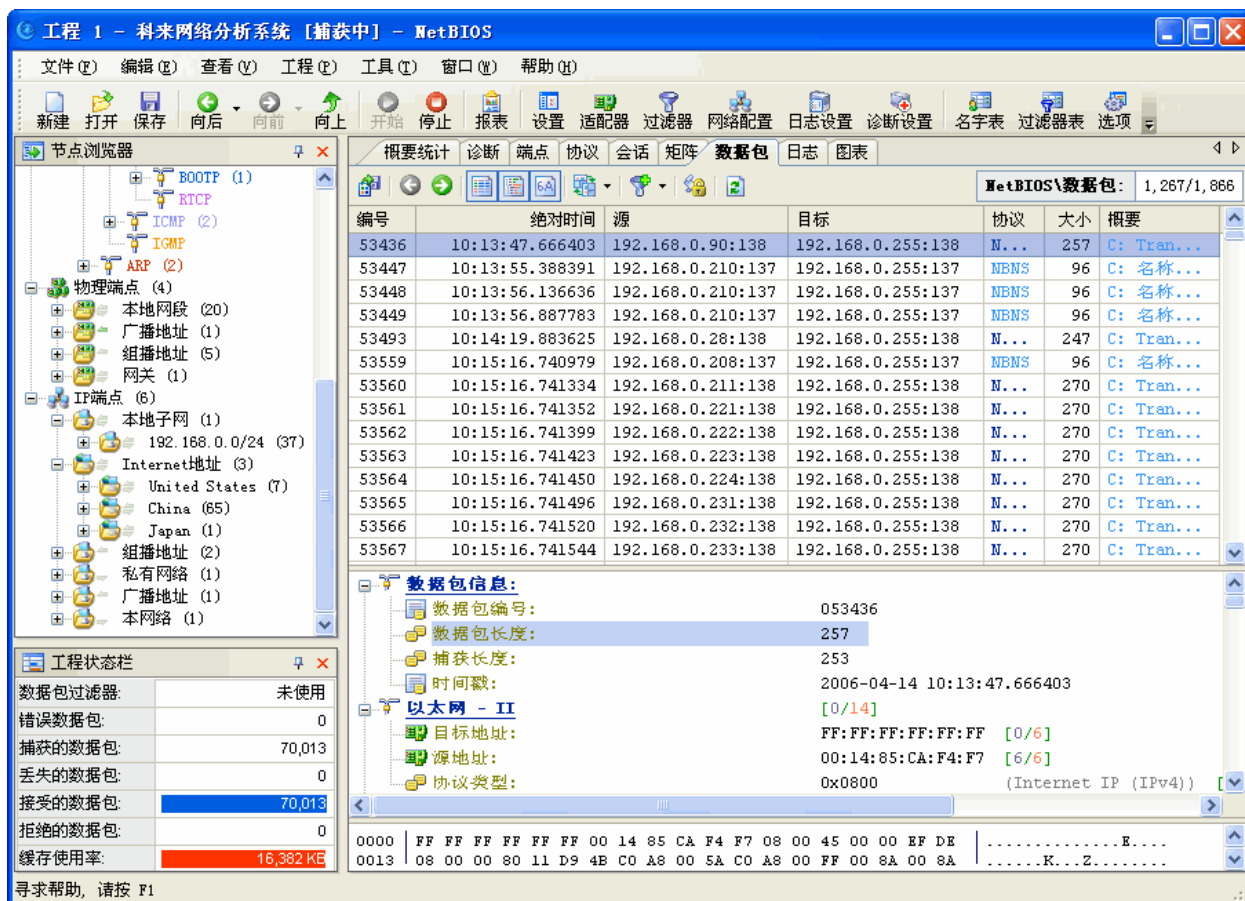 工程 1 - 科来网络分析系统 [捕获中] - NetBIOS
文件(F) 编辑(E) 查看(V) 工程(P) 工具(T) 窗口(W) 帮助(H)
新建 打开 保存 向后 向前 向上 开始 停止 报表 设置 适配器 过滤器 网络配置 日志设置 诊断设置 名字表 过滤器表 选项
节点浏览器
BOOTP (1)
RTCP
ICMP (2)
IGMP
ARP (2)
物理端点 (4)
本地网段 (20)
广播地址 (1)
组播地址 (5)
网关 (1)
IP端点 (6)
本地子网 (1)
192.168.0.0/24 (37)
Internet地址 (3)
United States (7)
China (65)
Japan (1)
组播地址 (2)
私有网络 (1)
广播地址 (1)
本网络 (1)
工程状态栏
数据包过滤器: 未使用
错误数据包: 0
捕获的数据包: 70,013
丢失的数据包: 0
接受的数据包: 70,013
拒绝的数据包: 0
缓存使用率: 16,382 KB
概要统计 诊断 端点 协议 会话 矩阵 数据包 日志 图表
NetBIOS\数据包: 1,267/1,866
编号 绝对时间 源 目标 协议 大小 概要
53436 10:13:47.666403 192.168.0.90:138 192.168.0.255:138 N... 257 C: Tran...
53447 10:13:55.388391 192.168.0.210:137 192.168.0.255:137 NBNS 96 C: 名称...
53448 10:13:56.136636 192.168.0.210:137 192.168.0.255:137 NBNS 96 C: 名称...
53449 10:13:56.887783 192.168.0.210:137 192.168.0.255:137 NBNS 96 C: 名称...
53493 10:14:19.883625 192.168.0.28:138 192.168.0.255:138 N... 247 C: Tran...
53559 10:15:16.740979 192.168.0.208:137 192.168.0.255:137 NBNS 96 C: 名称...
53560 10:15:16.741334 192.168.0.211:138 192.168.0.255:138 N... 270 C: Tran...
53561 10:15:16.741352 192.168.0.221:138 192.168.0.255:138 N... 270 C: Tran...
53562 10:15:16.741399 192.168.0.222:138 192.168.0.255:138 N... 270 C: Tran...
53563 10:15:16.741423 192.168.0.223:138 192.168.0.255:138 N... 270 C: Tran...
53564 10:15:16.741450 192.168.0.224:138 192.168.0.255:138 N... 270 C: Tran...
53565 10:15:16.741496 192.168.0.231:138 192.168.0.255:138 N... 270 C: Tran...
53566 10:15:16.741520 192.168.0.232:138 192.168.0.255:138 N... 270 C: Tran...
53567 10:15:16.741544 192.168.0.233:138 192.168.0.255:138 N... 270 C: Tran...
数据包信息:
数据包编号: 053436
数据包长度: 257
捕获长度: 253
时间戳: 2006-04-14 10:13:47.666403
以太网 - II [0/14]
目标地址: FF:FF:FF:FF:FF:FF [0/6]
源地址: 00:14:85:CA:F4:F7 [6/6]
协议类型: 0x0800 (Internet IP (IPv4)) [
0000 FF FF FF FF FF FF 00 14 85 CA F4 F7 08 00 45 00 00 EF DE ..............E....
0013 08 00 00 80 11 D9 4B C0 A8 00 5A C0 A8 00 FF 00 8A 00 8A ......K...Z........
寻求帮助, 请按 F1